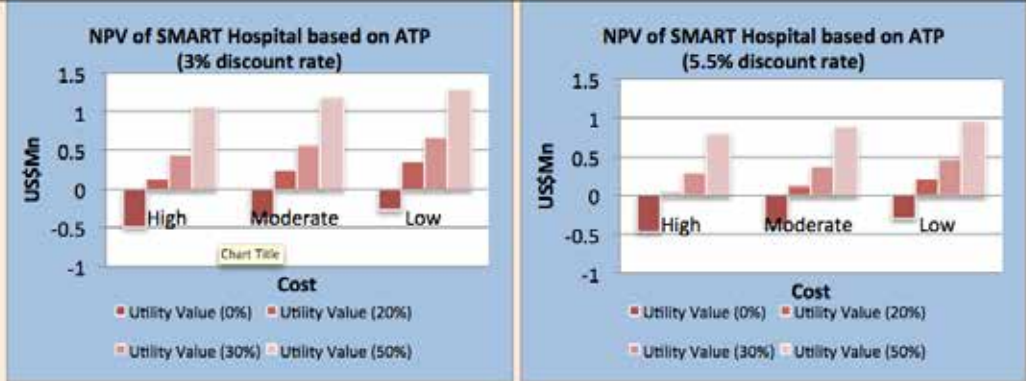 NPV of SMART Hospital based on ATP
(3% discount rate)
1.5
1
0.5
0
-0.5
-1
US$Mn
High Moderate Low
Chart Title
Cost
Utility Value (0%) Utility Value (20%)
Utility Value (30%) Utility Value (50%)
NPV of SMART Hospital based on ATP
(5.5% discount rate)
1.5
1
0.5
0
-0.5
-1
US$Mn
High Moderate Low
Cost
Utility Value (0%) Utility Value (20%)
Utility Value (30%) Utility Value (50%)